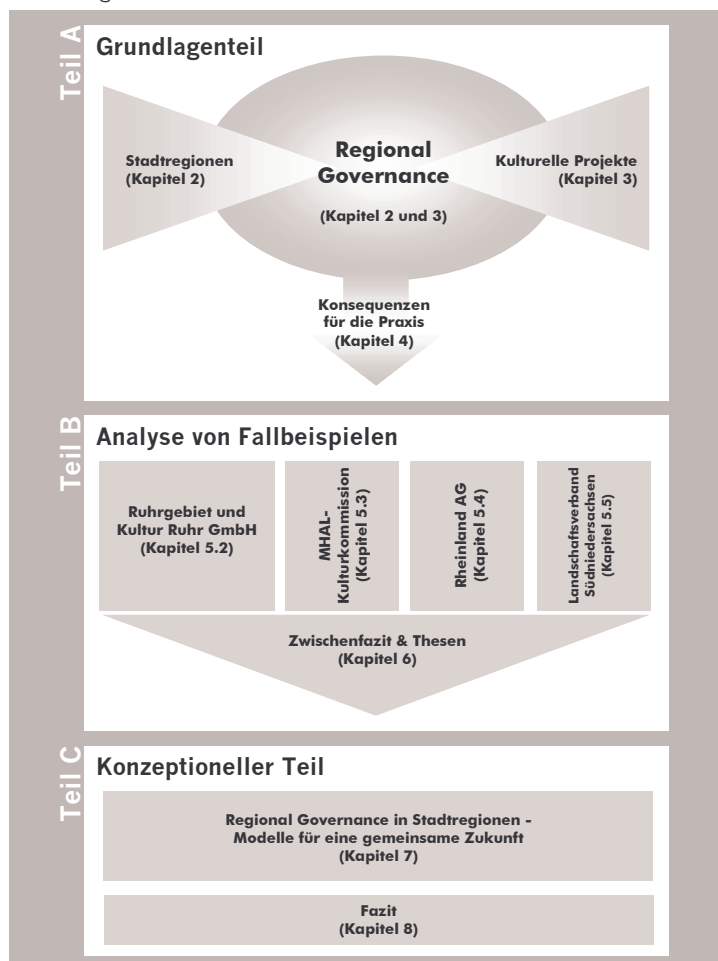 Teil A
Grundlagenteil
Stadtregionen
(Kapitel 2)
Regional
Governance
(Kapitel 2 und 3)
Kulturelle Projekte
(Kapitel 3)
Konsequenzen
für die Praxis
(Kapitel 4)
Teil B
Analyse von Fallbeispielen
Ruhrgebiet und
Kultur Ruhr GmbH
(Kapitel 5.2)
MHAL-
Kulturkommission
(Kapitel 5.3)
Rheinland AG
(Kapitel 5.4)
Landschaftsverband
Südniedersachsen
(Kapitel 5.5)
Zwischenfazit & Thesen
(Kapitel 6)
Teil C
Konzeptioneller Teil
Regional Governance in Stadtregionen -
Modelle für eine gemeinsame Zukunft
(Kapitel 7)
Fazit
(Kapitel 8)